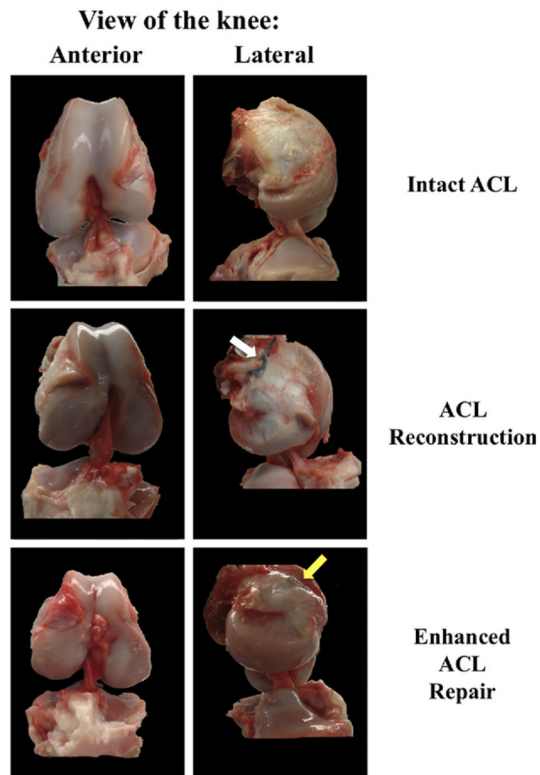 View of the knee:
Anterior Lateral
Intact ACL
ACL
Reconstruction
Enhanced
ACL
Repair